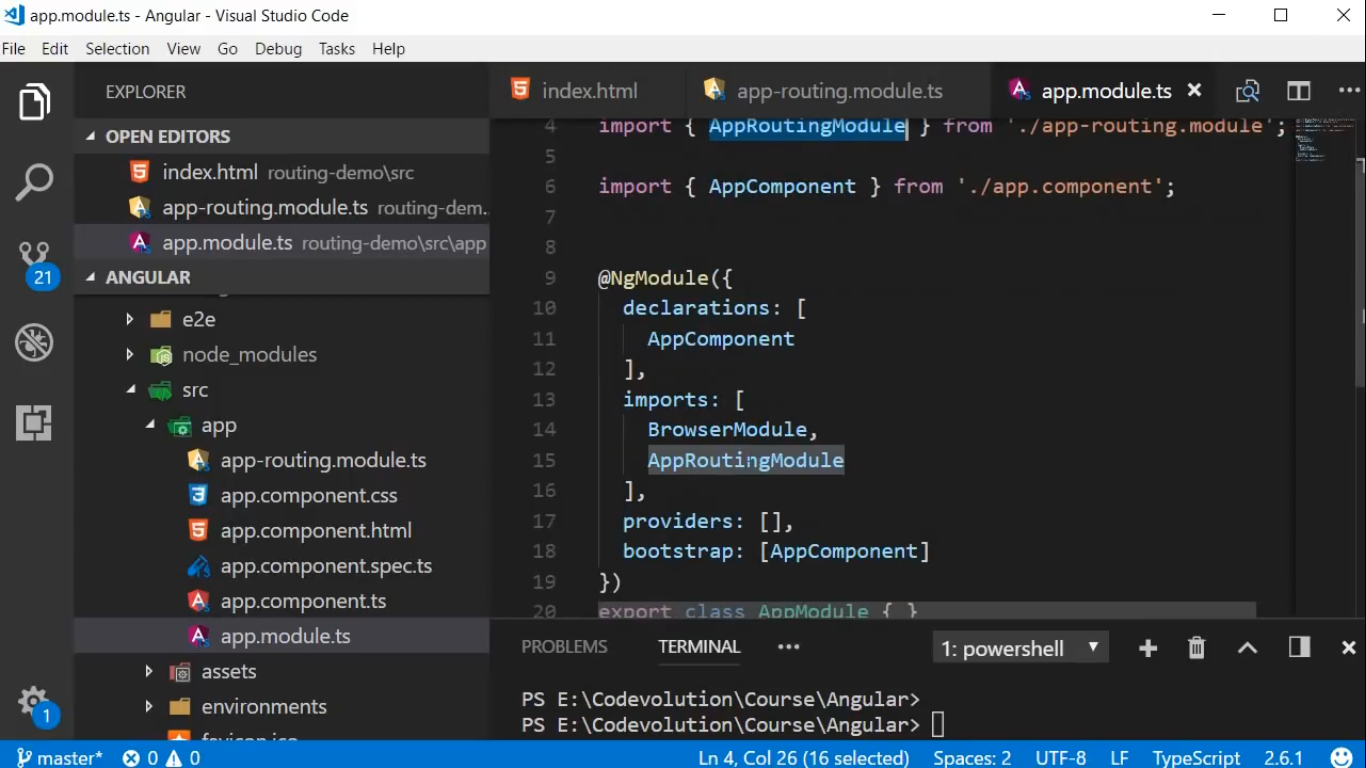 app.module.ts - Angular - Visual Studio Code
File Edit Selection View Go Debug Tasks Help
EXPLORER
OPEN EDITORS
index.html routing-demo\src
app-routing.module.ts routing-dem...
app.module.ts routing-demo\src\app
ANGULAR
e2e
node_modules
src
app
app-routing.module.ts
app.component.css
app.component.html
app.component.spec.ts
app.component.ts
app.module.ts
assets
environments
favicon.ico
21
1
index.html app-routing.module.ts app.module.ts
4 import { AppRoutingModule } from './app-routing.module';
5
6 import { AppComponent } from './app.component';
7
8
9 @NgModule({
10 declarations: [
11 AppComponent
12 ],
13 imports: [
14 BrowserModule,
15 AppRoutingModule
16 ],
17 providers: [],
18 bootstrap: [AppComponent]
19 })
20 export class AppModule { }
PROBLEMS TERMINAL ••• 1: powershell
PS E:\Codevolution\Course\Angular>
PS E:\Codevolution\Course\Angular>
master* 0 0 Ln 4, Col 26 (16 selected) Spaces: 2 UTF-8 LF TypeScript 2.6.1